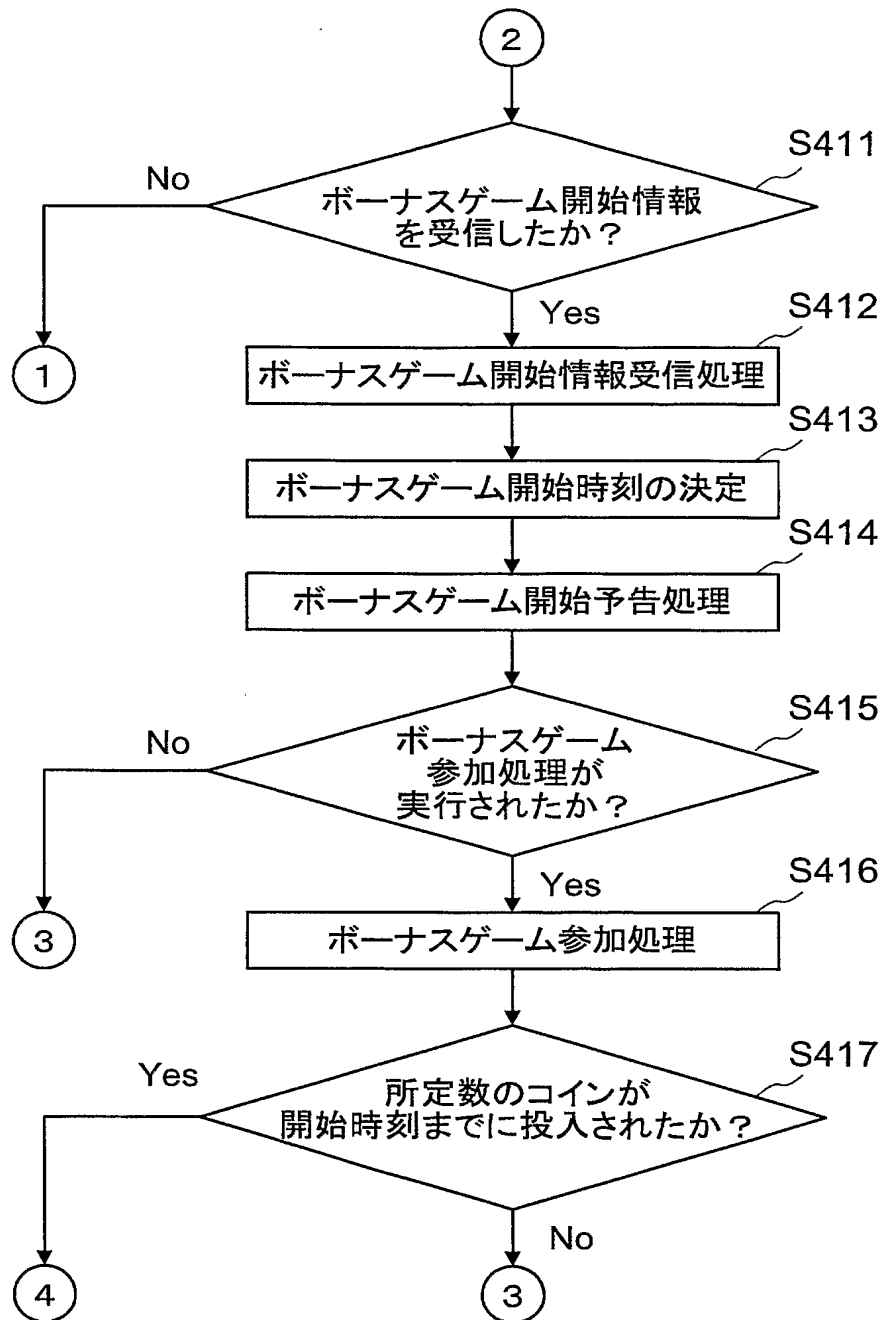 2
S411
No
ボーナスゲーム開始情報
を受信したか?
Yes
S412
1
ボーナスゲーム開始情報受信処理
S413
ボーナスゲーム開始時刻の決定
S414
ボーナスゲーム開始予告処理
S415
No
ボーナスゲーム
参加処理が
実行されたか?
Yes
S416
3
ボーナスゲーム参加処理
S417
Yes
所定数のコインが
開始時刻までに投入されたか?
No
4
3